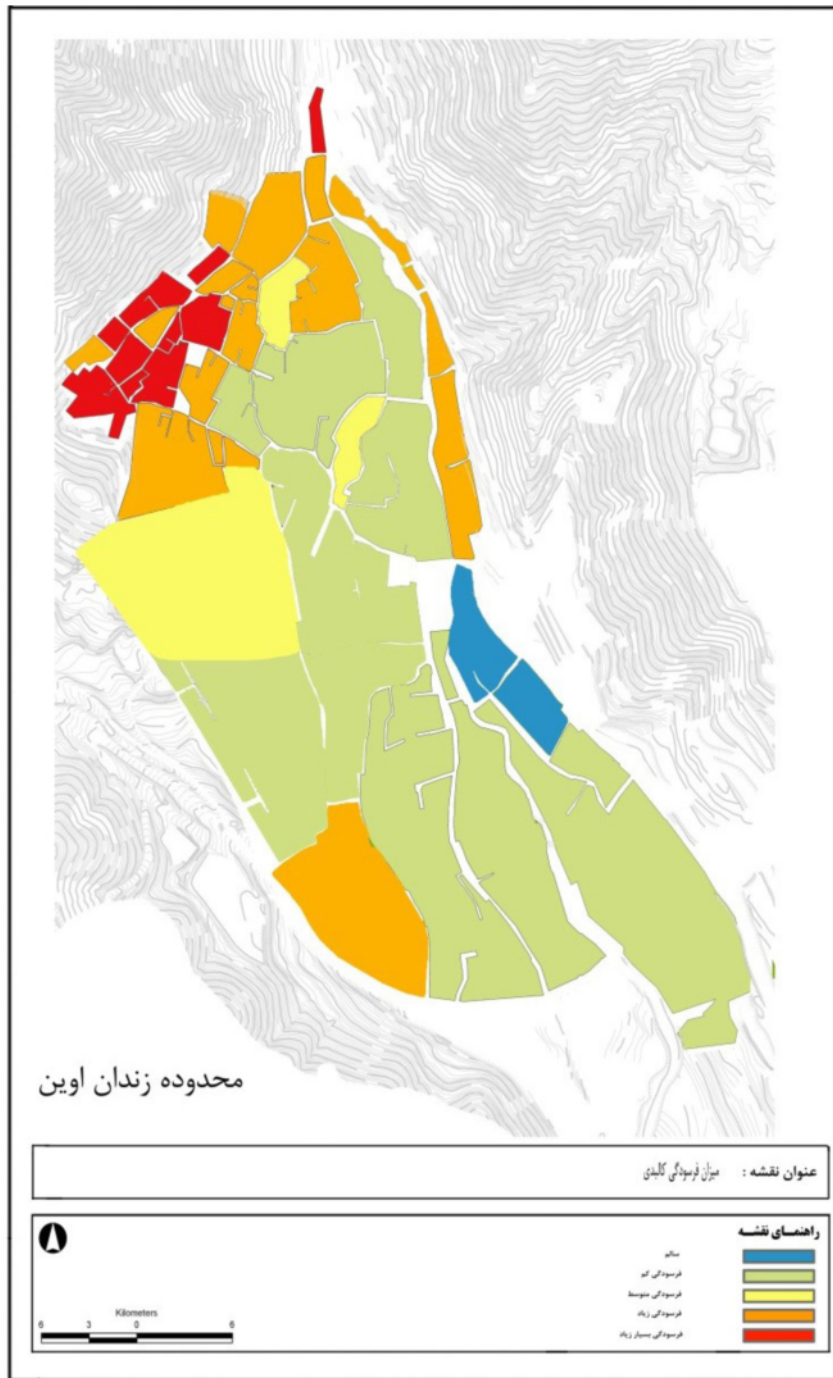 محدوده زندان اوین
عنوان نقشه : میزان فرسودگی کالبدی
راهنمای نقشه
سالم
فرسودگی کم
فرسودگی متوسط
فرسودگی زیاد
فرسودگی بسیار زیاد
Kilometers
6 3 0 6